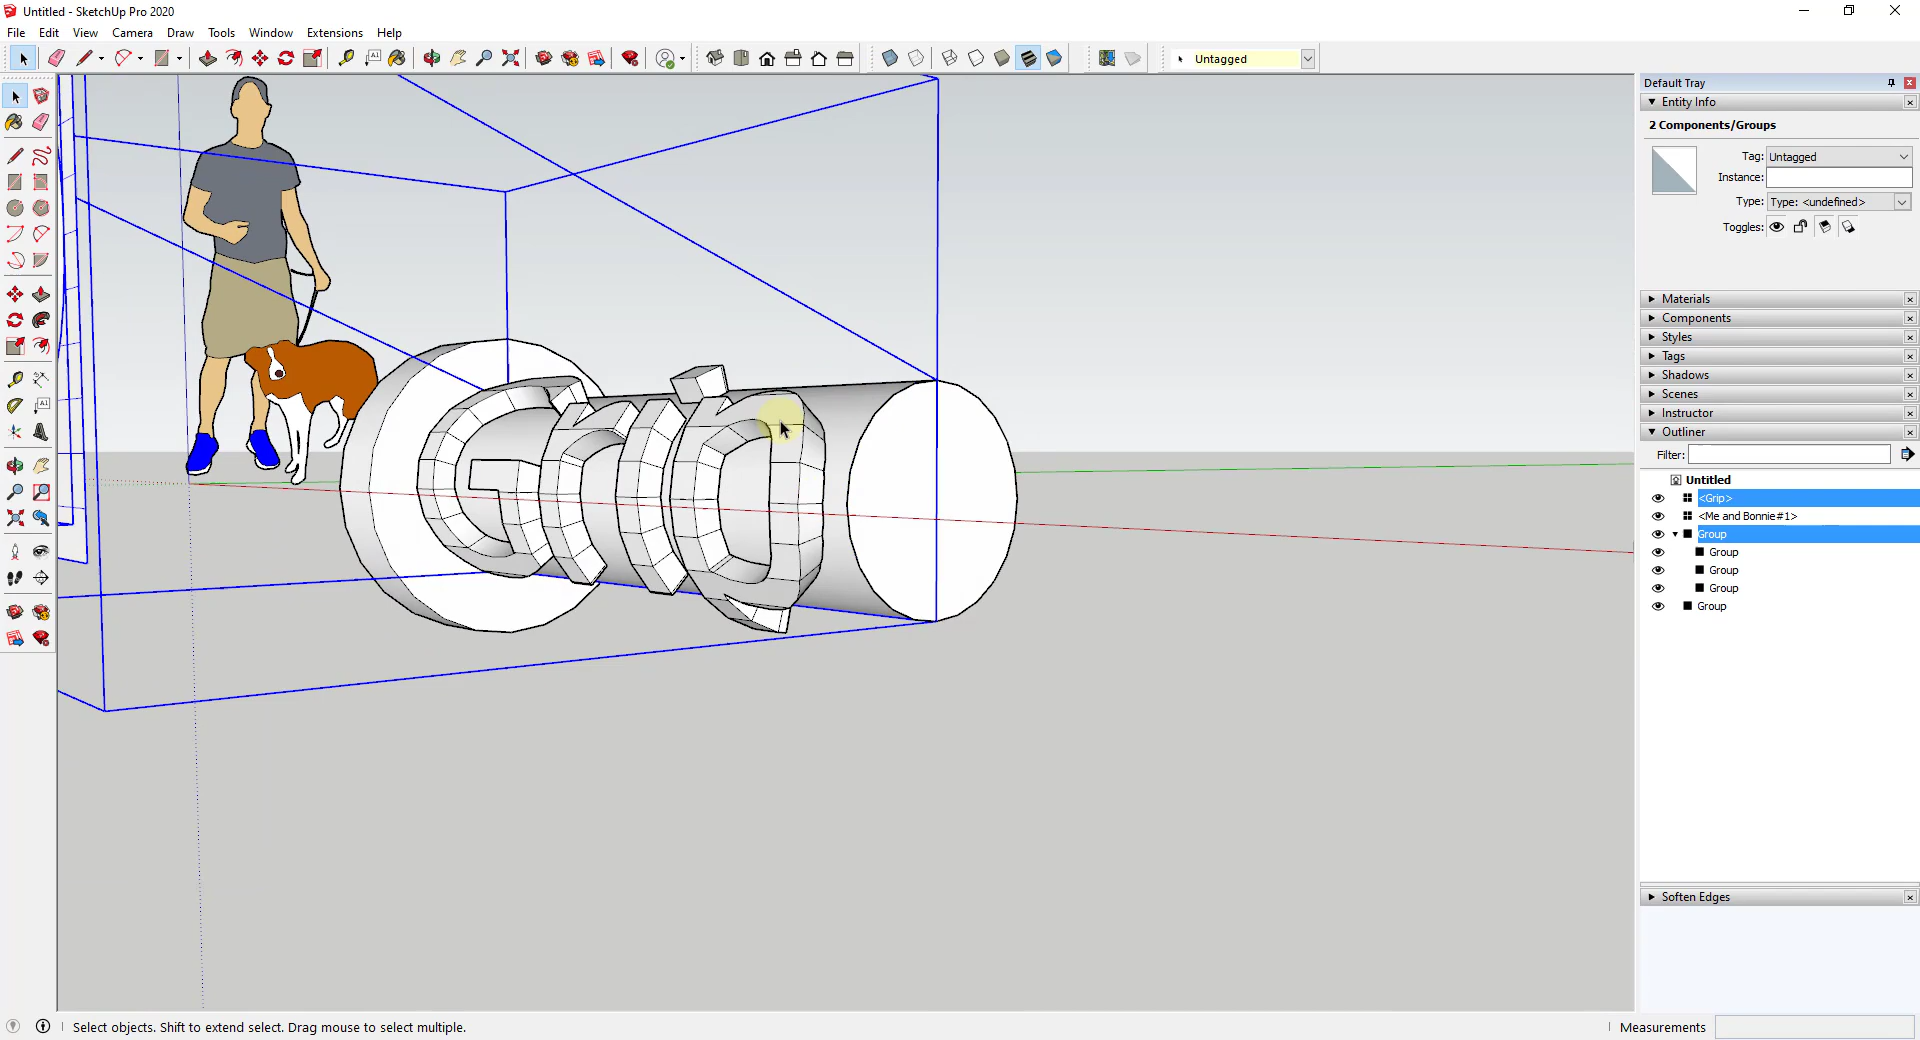 Untitled - SketchUp Pro 2020
File Edit View Camera Draw Tools Window Extensions Help
Untagged
Default Tray
Entity Info
2 Components/Groups
Tag: Untagged
Instance:
Type: Type: <undefined>
Toggles:
Materials
Components
Styles
Tags
Shadows
Scenes
Instructor
Outliner
Filter:
Untitled
<Grip>
<Me and Bonnie#1>
Group
Group
Group
Group
Group
Soften Edges
Select objects. Shift to extend select. Drag mouse to select multiple.
Measurements